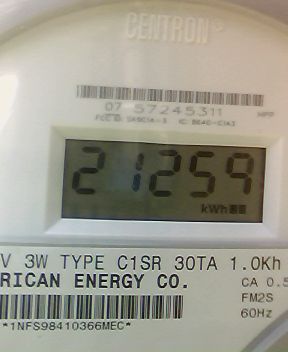 CENTRON®
07 57245311
21259
kWh
V 3W TYPE C1SR 30TA 1.0Kh
RICAN ENERGY CO.
CA 0.5
FM2S
60Hz
*1NFS98410366MEC*